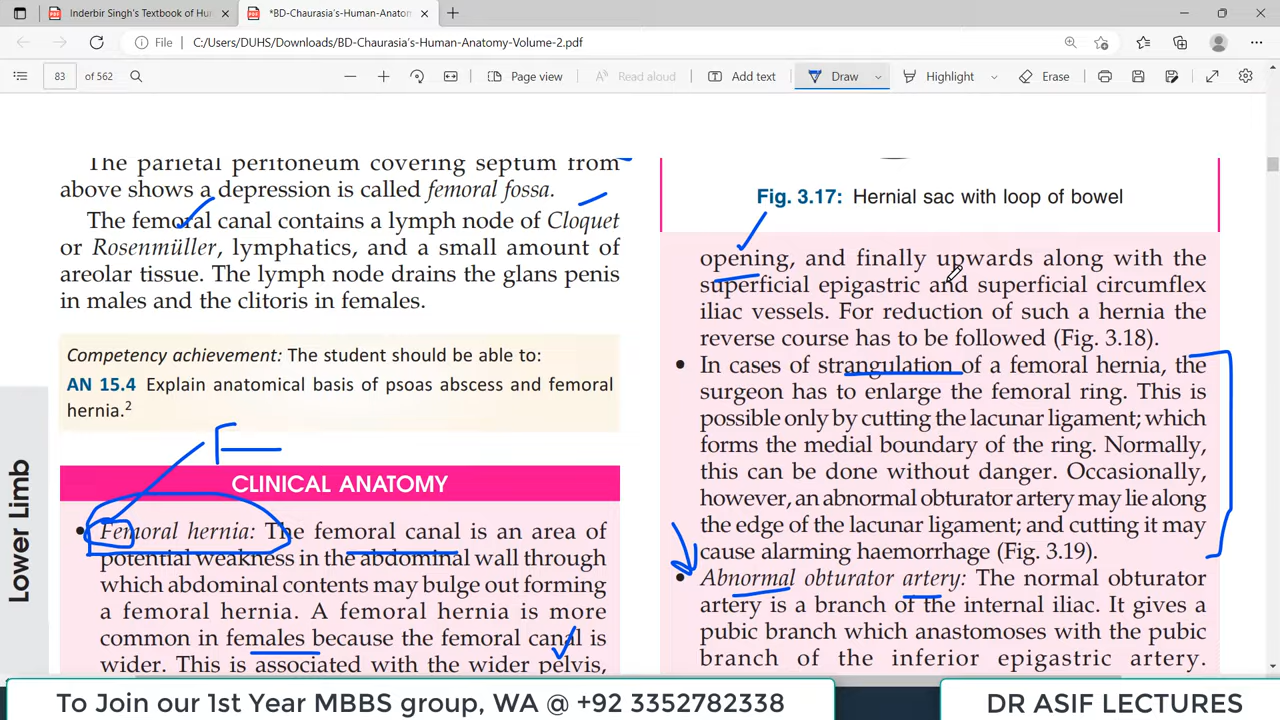 Inderbir Singh's Textbook of Hur
*BD-Chaurasia's-Human-Anatom
File
C:/Users/DUHS/Downloads/BD-Chaurasia's-Human-Anatomy-Volume-2.pdf
83 of 562
Page view
Read aloud
Add text
Draw
Highlight
Erase
The parietal peritoneum covering septum from
above shows a depression is called femoral fossa.
The femoral canal contains a lymph node of Cloquet
or Rosenmüller, lymphatics, and a small amount of
areolar tissue. The lymph node drains the glans penis
in males and the clitoris in females.
Competency achievement: The student should be able to:
AN 15.4 Explain anatomical basis of psoas abscess and femoral
hernia.2
Lower Limb
CLINICAL ANATOMY
• Femoral hernia: The femoral canal is an area of
potential weakness in the abdominal wall through
which abdominal contents may bulge out forming
a femoral hernia. A femoral hernia is more
common in females because the femoral canal is
wider. This is associated with the wider pelvis,
Fig. 3.17: Hernial sac with loop of bowel
opening, and finally upwards along with the
superficial epigastric and superficial circumflex
iliac vessels. For reduction of such a hernia the
reverse course has to be followed (Fig. 3.18).
• In cases of strangulation of a femoral hernia, the
surgeon has to enlarge the femoral ring. This is
possible only by cutting the lacunar ligament; which
forms the medial boundary of the ring. Normally,
this can be done without danger. Occasionally,
however, an abnormal obturator artery may lie along
the edge of the lacunar ligament; and cutting it may
cause alarming haemorrhage (Fig. 3.19).
• Abnormal obturator artery: The normal obturator
artery is a branch of the internal iliac. It gives a
pubic branch which anastomoses with the pubic
branch of the inferior epigastric artery.
To Join our 1st Year MBBS group, WA @ +92 3352782338
DR ASIF LECTURES